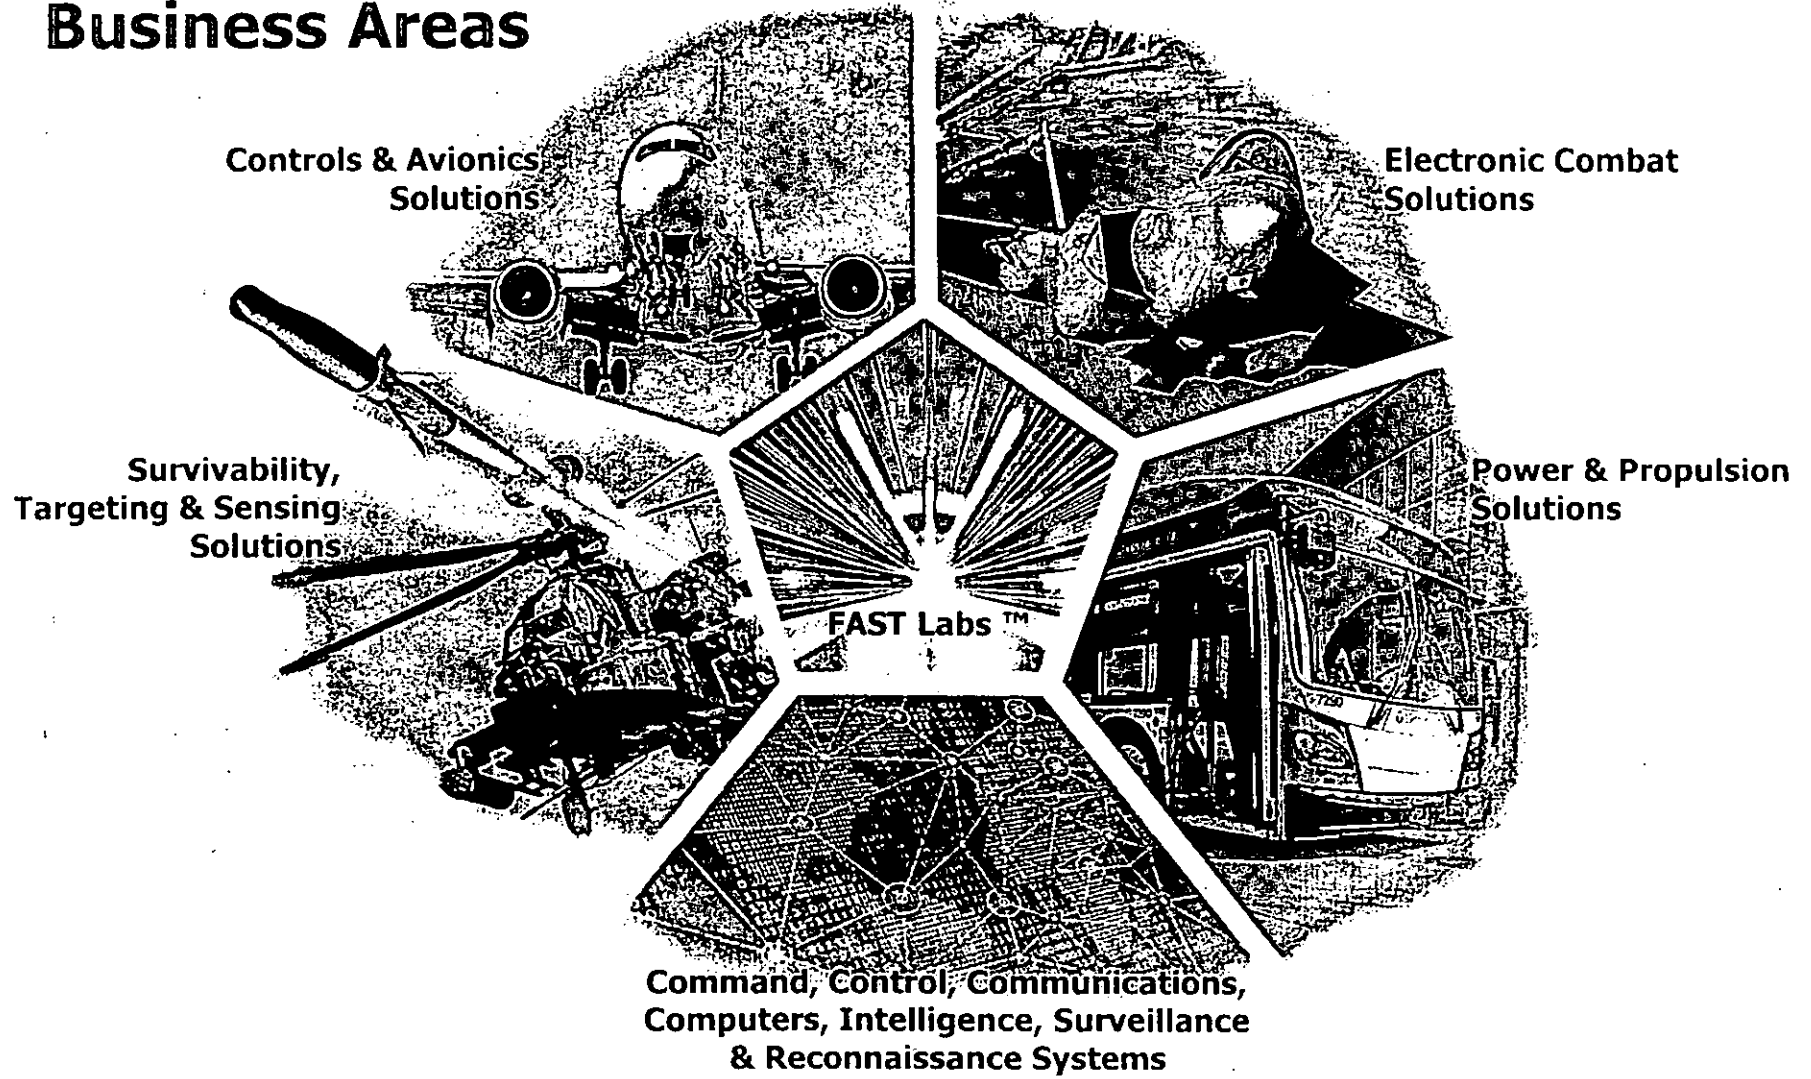 Business Areas
Controls & Avionics
Solutions
Electronic Combat
Solutions
Survivability,
Targeting & Sensing
Solutions
Power & Propulsion
Solutions
FAST Labs ™
Command, Control, Communications,
Computers, Intelligence, Surveillance
& Reconnaissance Systems